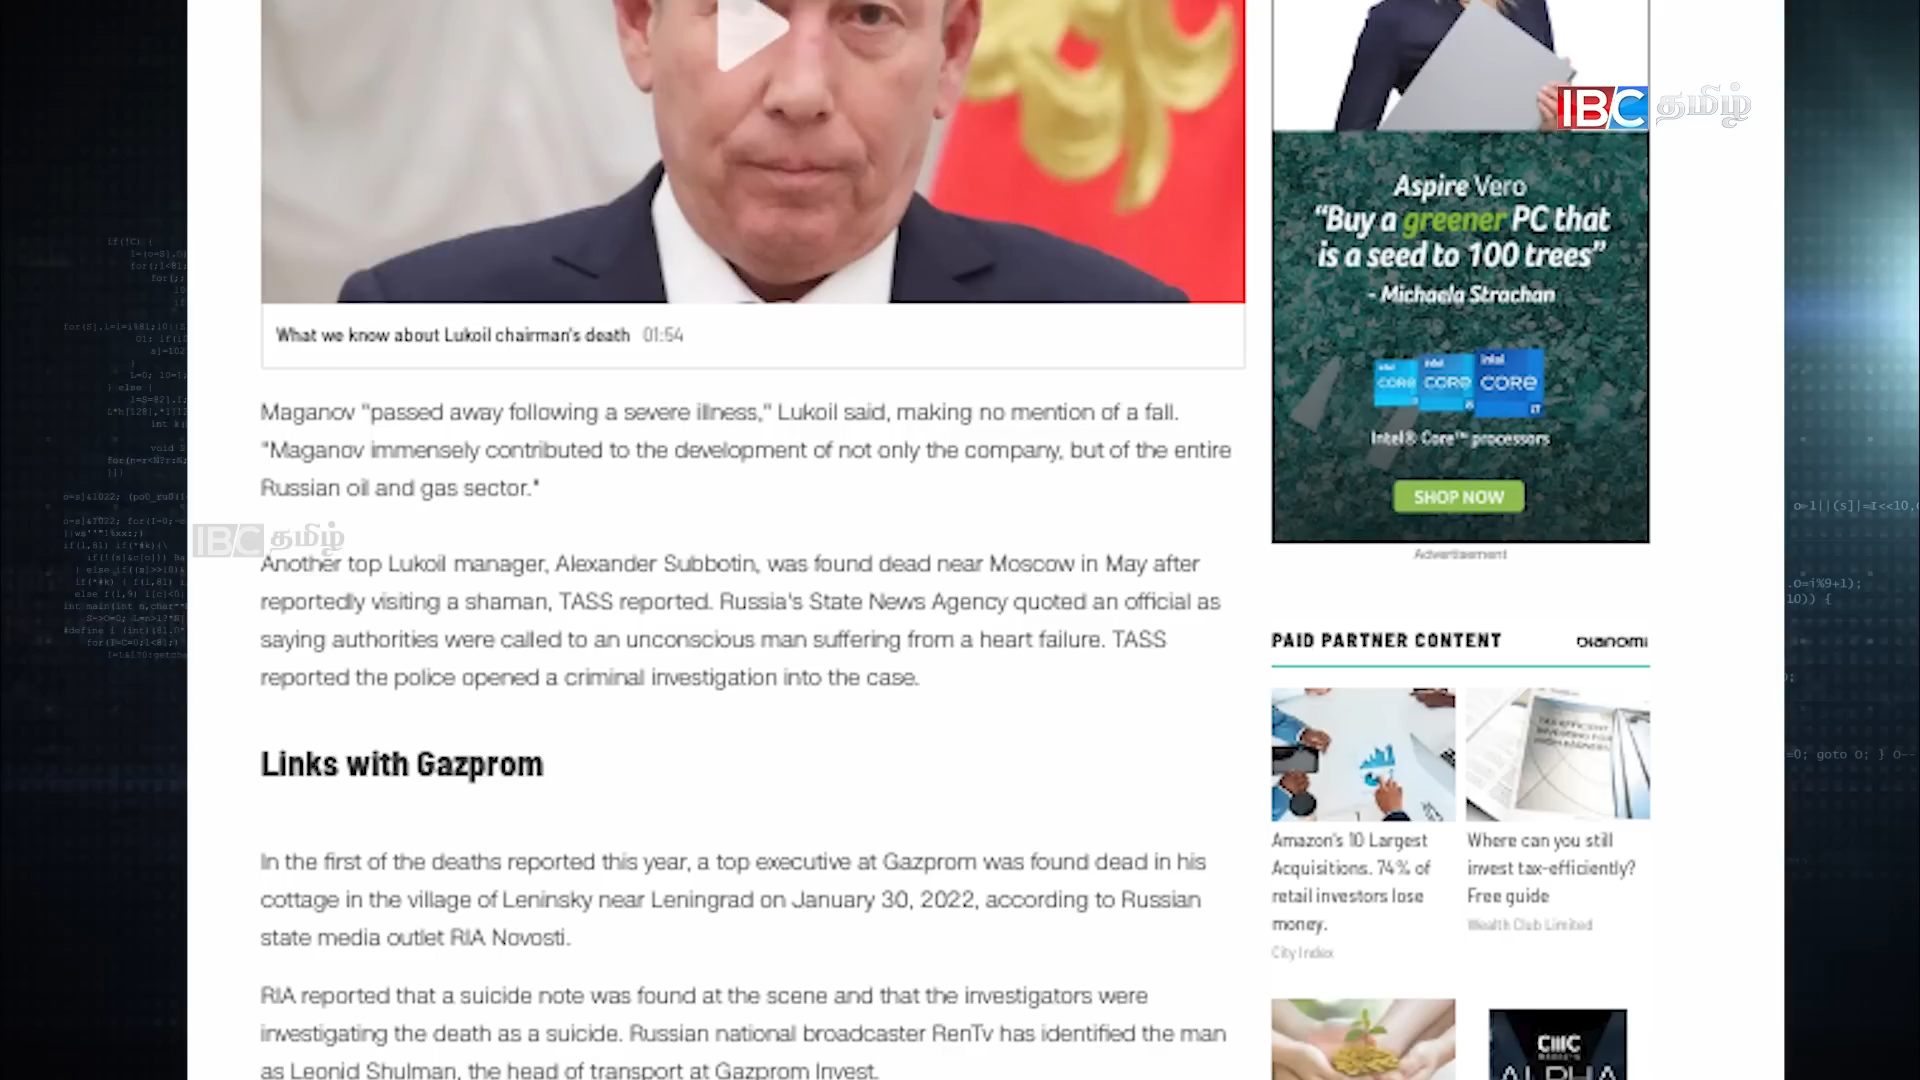 IBC தமிழ்
What we know about Lukoil chairman's death 01:54
Maganov "passed away following a severe illness," Lukoil said, making no mention of a fall.
"Maganov immensely contributed to the development of not only the company, but of the entire
Russian oil and gas sector."
IBC தமிழ்
Another top Lukoil manager, Alexander Subbotin, was found dead near Moscow in May after
reportedly visiting a shaman, TASS reported. Russia's State News Agency quoted an official as
saying authorities were called to an unconscious man suffering from a heart failure. TASS
reported the police opened a criminal investigation into the case.
Links with Gazprom
In the first of the deaths reported this year, a top executive at Gazprom was found dead in his
cottage in the village of Leninsky near Leningrad on January 30, 2022, according to Russian
state media outlet RIA Novosti.
RIA reported that a suicide note was found at the scene and that the investigators were
investigating the death as a suicide. Russian national broadcaster RenTv has identified the man
as Leonid Shulman, the head of transport at Gazprom Invest.
Aspire Vero
"Buy a greener PC that
is a seed to 100 trees"
- Michaela Strachan
intel intel intel
CORE CORE CORE
i7
Intel® Core™ processors
SHOP NOW
Advertisement
PAID PARTNER CONTENT
Dianomi
Amazon's 10 Largest
Acquisitions. 74% of
retail investors lose
money.
City Index
Where can you still
invest tax-efficiently?
Free guide
Wealth Club Limited
CMC
ALPHA
o=1||(s[]|=I<<10,
.O=i%9+1);
10)) {
=0; goto O; } O--